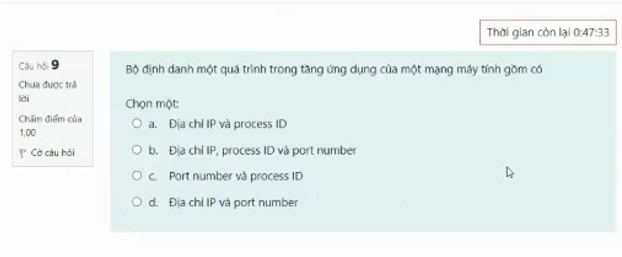 Thời gian còn lại 0:47:33
Câu hỏi 9
Chưa được trả
lời
Chấm điểm của
1,00
Cờ câu hỏi
Bộ định danh một quá trình trong tầng ứng dụng của một mạng máy tính gồm có
Chọn một:
a. Địa chỉ IP và process ID
b. Địa chỉ IP, process ID và port number
c. Port number và process ID
d. Địa chỉ IP và port number